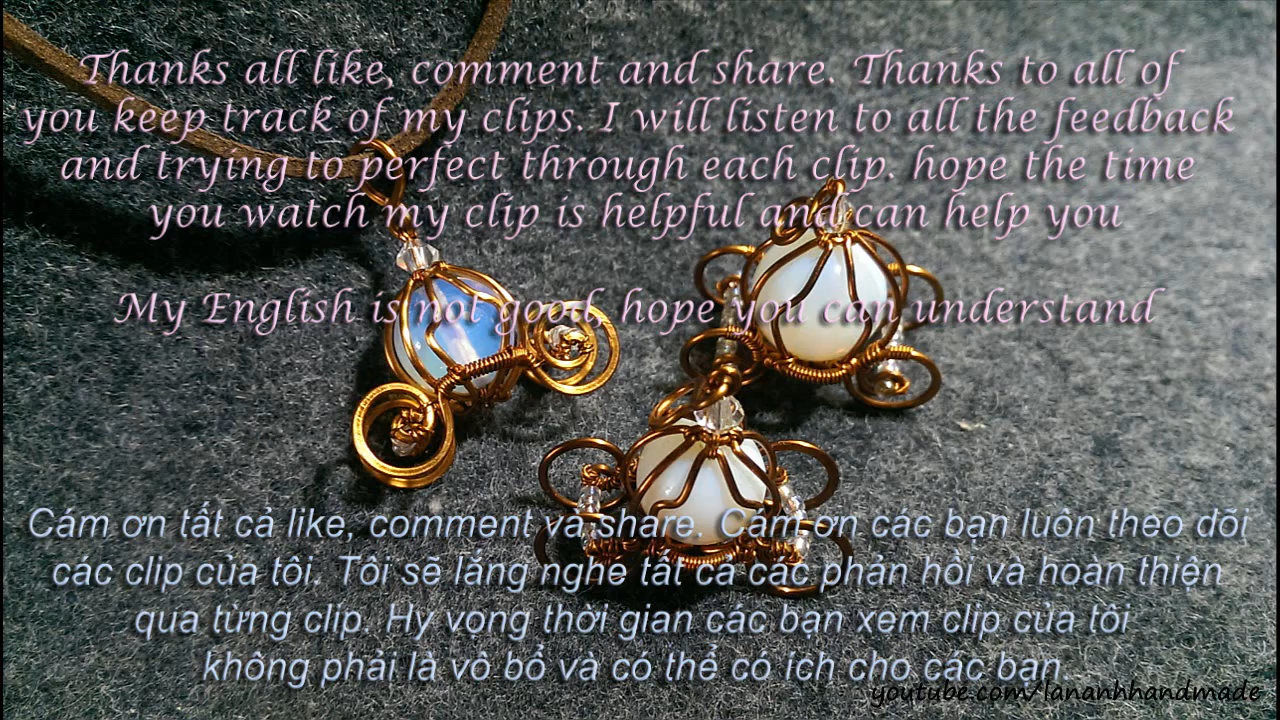 Thanks all like, comment and share. Thanks to all of
you keep track of my clips. I will listen to all the feedback
and trying to perfect through each clip. hope the time
you watch my clip is helpful and can help you
My English is not good, hope you can understand
Cám ơn tất cả like, comment và share. Cám ơn các bạn luôn theo dõi
các clip của tôi. Tôi sẽ lắng nghe tất cả các phản hồi và hoàn thiện
qua từng clip. Hy vọng thời gian các bạn xem clip của tôi
không phải là vô bổ và có thể có ích cho các bạn.
youtube.com/lananhhandmade